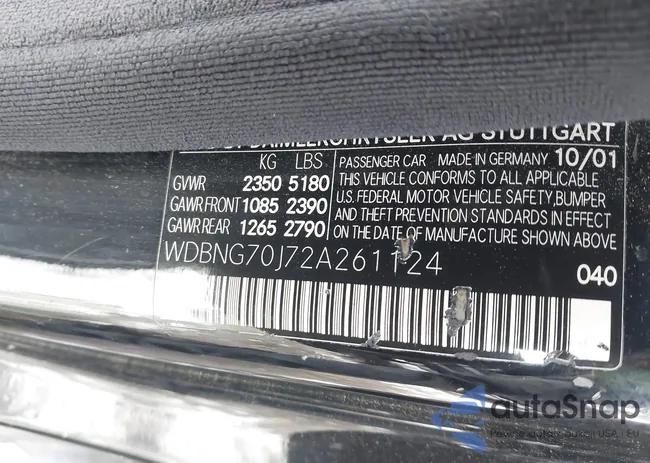 DAIMLERCHRYSLER AG STUTTGART
KG LBS
GVWR 2350 5180
GAWR FRONT 1085 2390
GAWR REAR 1265 2790
PASSENGER CAR MADE IN GERMANY 10/01
THIS VEHICLE CONFORMS TO ALL APPLICABLE
U.S. FEDERAL MOTOR VEHICLE SAFETY, BUMPER
AND THEFT PREVENTION STANDARDS IN EFFECT
ON THE DATE OF MANUFACTURE SHOWN ABOVE
WDBNG70J72A261124
040
autoSnap